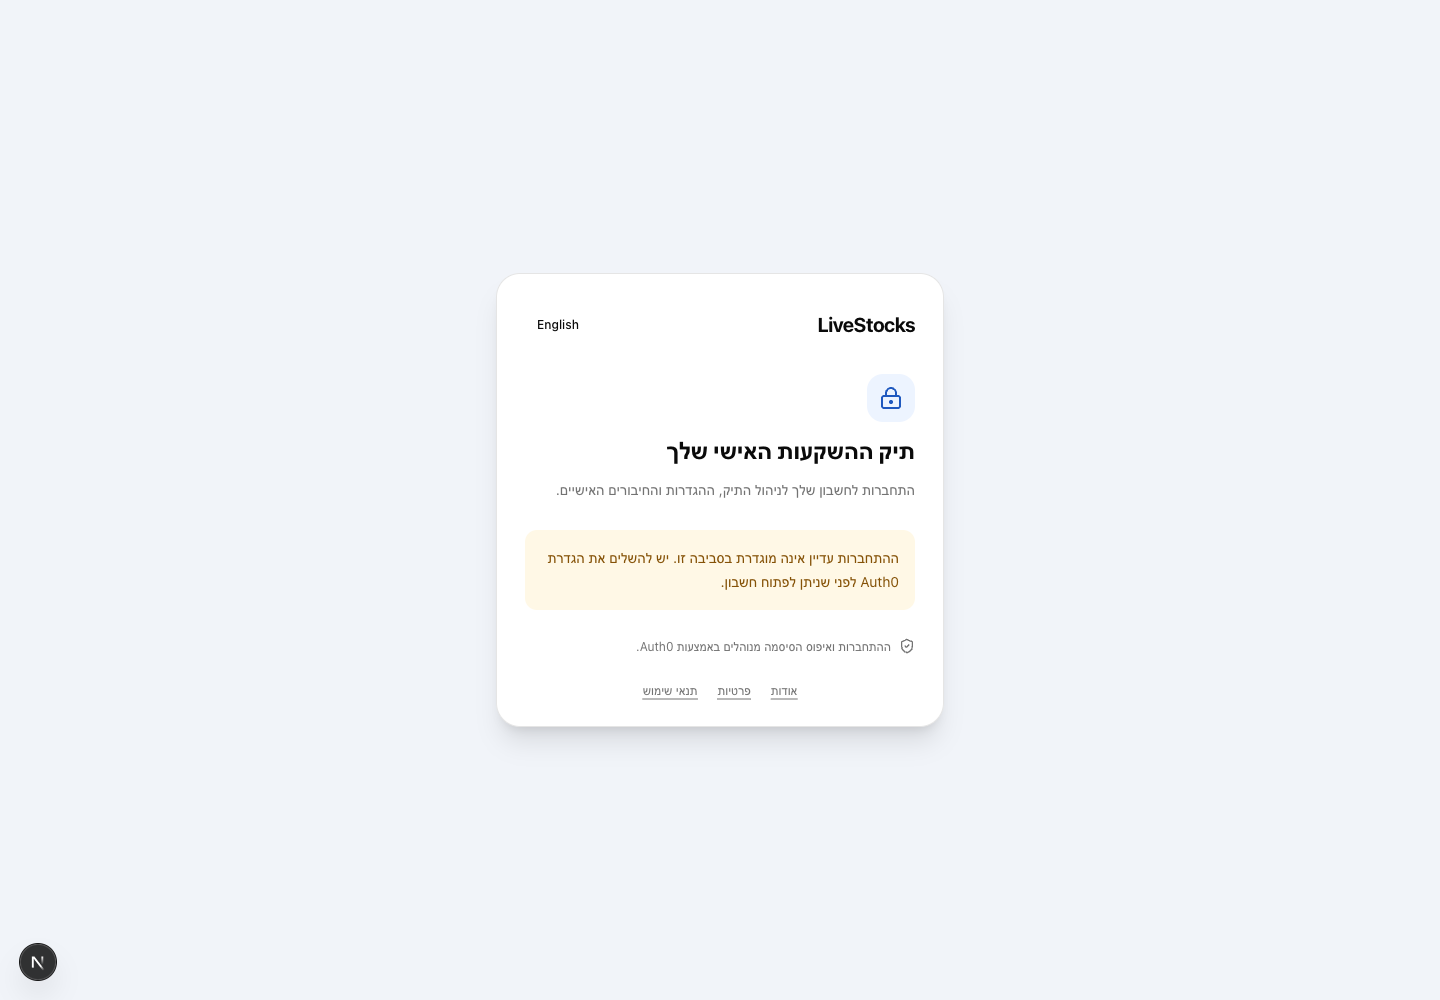 LiveStocks
English
תיק ההשקעות האישי שלך
התחברות לחשבון שלך לניהול התיק, ההגדרות והחיבורים האישיים.
ההתחברות עדיין אינה מוגדרת בסביבה זו. יש להשלים את הגדרת
Auth0 לפני שניתן לפתוח חשבון.
ההתחברות ואיפוס הסיסמה מנוהלים באמצעות Auth0.
אודות פרטיות תנאי שימוש
N